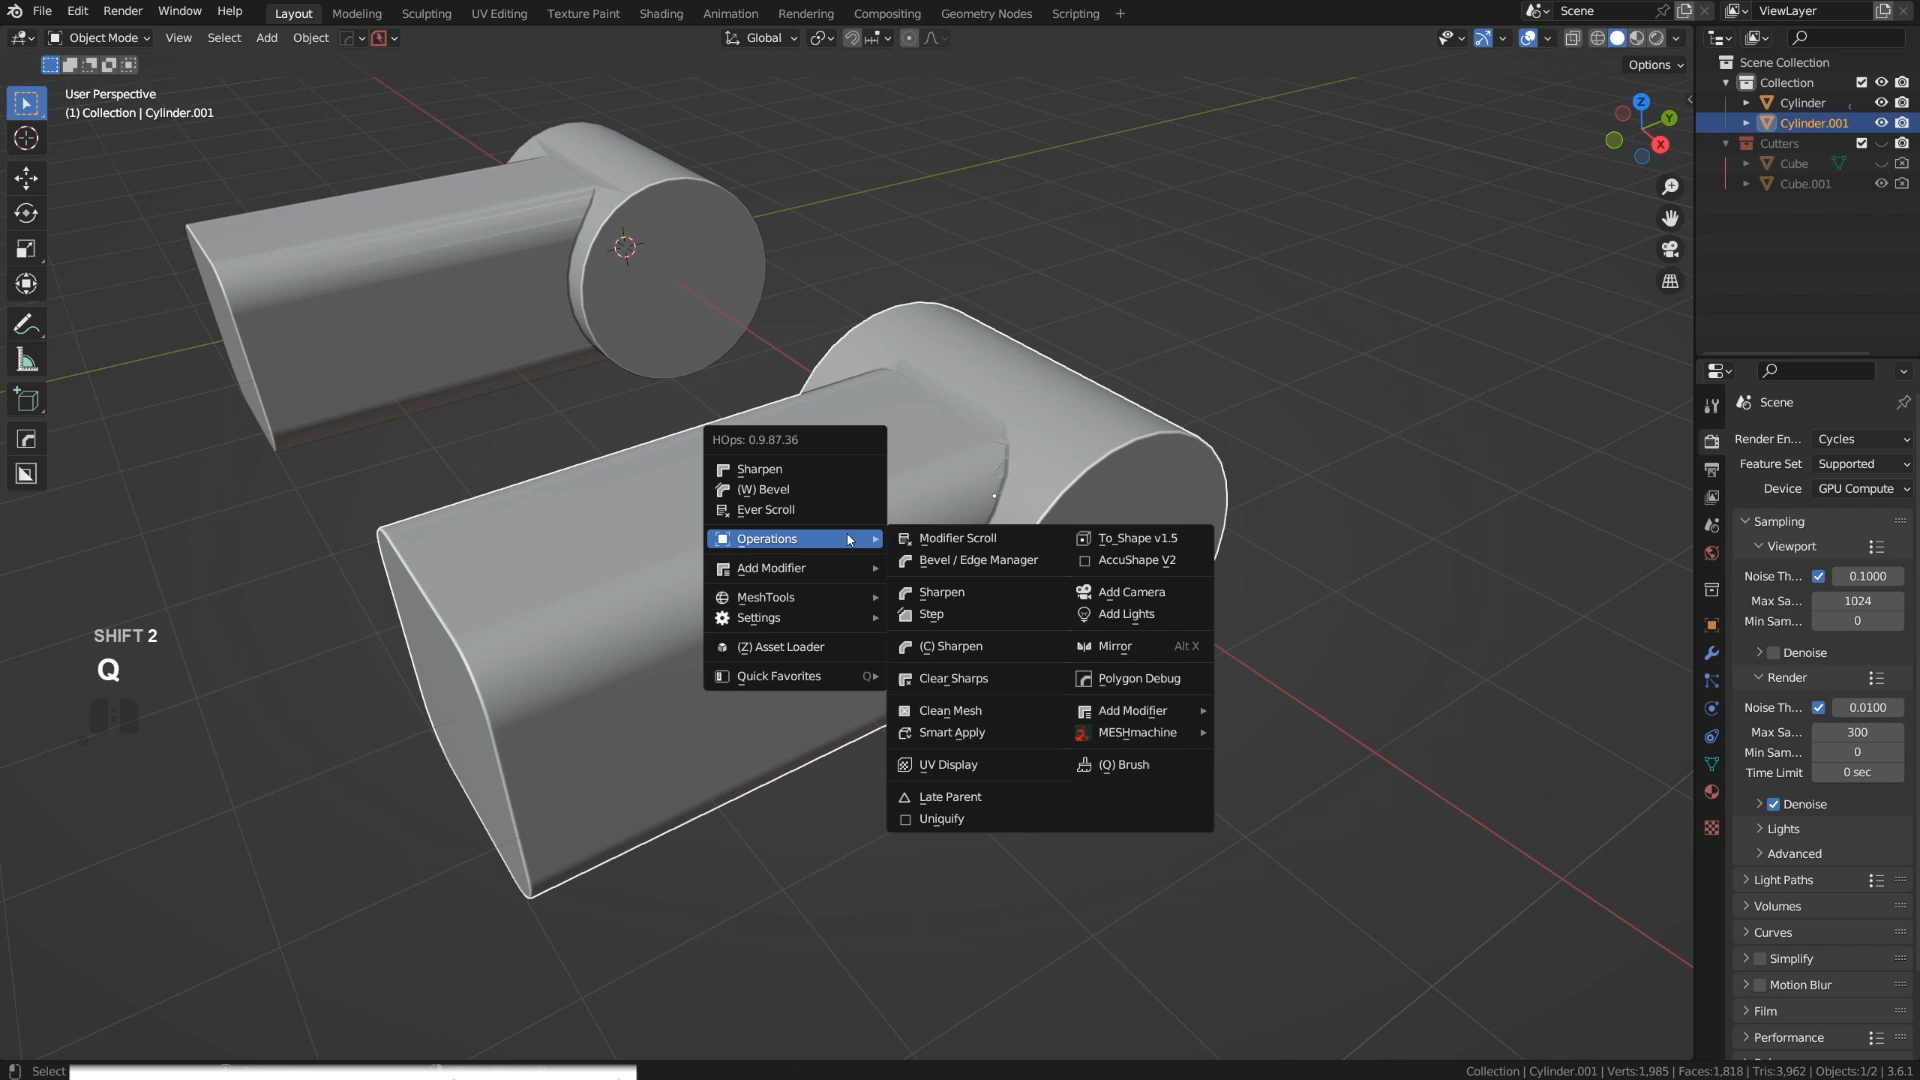 File Edit Render Window Help Layout Modeling Sculpting UV Editing Texture Paint Shading Animation Rendering Compositing Geometry Nodes Scripting + Scene ViewLayer
Object Mode View Select Add Object Global
Options
User Perspective
(1) Collection | Cylinder.001
Z
Y
X
Scene Collection
Collection
Cylinder
Cylinder.001
Cutters
Cube
Cube.001
HOps: 0.9.87.36
Sharpen
(W) Bevel
Ever Scroll
Operations
Add Modifier
MeshTools
Settings
(Z) Asset Loader
Quick Favorites Q
Modifier Scroll To_Shape v1.5
Bevel / Edge Manager AccuShape V2
Sharpen Add Camera
Step Add Lights
(C) Sharpen Mirror Alt X
Clear Sharps Polygon Debug
Clean Mesh Add Modifier
Smart Apply MESHmachine
UV Display (Q) Brush
Late Parent
Uniquify
SHIFT 2
Q
Scene
Render En... Cycles
Feature Set Supported
Device GPU Compute
Sampling
Viewport
Noise Th... 0.1000
Max Sa... 1024
Min Sam... 0
Denoise
Render
Noise Th... 0.0100
Max Sa... 300
Min Sam... 0
Time Limit 0 sec
Denoise
Lights
Advanced
Light Paths
Volumes
Curves
Simplify
Motion Blur
Film
Performance
Select
Collection | Cylinder.001 | Verts:1,985 | Faces:1,818 | Tris:3,962 | Objects:1/2 | 3.6.1